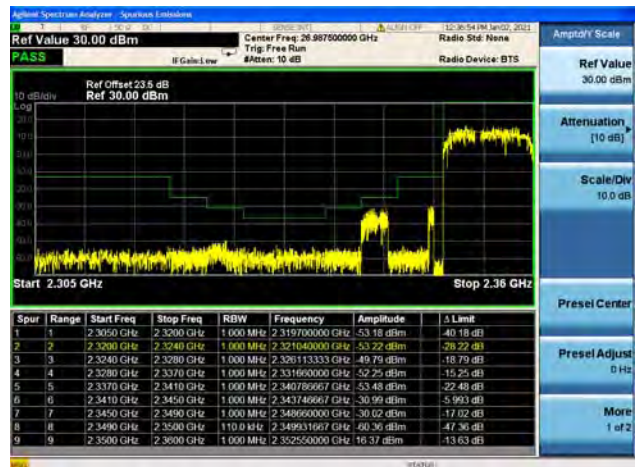 Agilent Spectrum Analyzer - Spurious Emissions
SENSE:INT ALIGN OFF 12:36:54 PM Jan 02, 2021
Ref Value 30.00 dBm Center Freq: 26.987500000 GHz Radio Std: None
Trig: Free Run
PASS IFGain:Low #Atten: 10 dB Radio Device: BTS
Ref Offset 23.5 dB
10 dB/div Ref 30.00 dBm
Log
Start 2.305 GHz Stop 2.36 GHz
Spur Range Start Freq Stop Freq RBW Frequency Amplitude Δ Limit
1 1 2.3050 GHz 2.3200 GHz 1.000 MHz 2.319700000 GHz -53.18 dBm -40.18 dB
2 2 2.3200 GHz 2.3240 GHz 1.000 MHz 2.321040000 GHz -53.22 dBm -28.22 dB
3 3 2.3240 GHz 2.3280 GHz 1.000 MHz 2.326113333 GHz -49.79 dBm -18.79 dB
4 4 2.3280 GHz 2.3370 GHz 1.000 MHz 2.331660000 GHz -52.25 dBm -15.25 dB
5 5 2.3370 GHz 2.3410 GHz 1.000 MHz 2.340786667 GHz -53.48 dBm -22.48 dB
6 6 2.3410 GHz 2.3450 GHz 1.000 MHz 2.343746667 GHz -30.99 dBm -5.993 dB
7 7 2.3450 GHz 2.3490 GHz 1.000 MHz 2.348660000 GHz -30.02 dBm -17.02 dB
8 8 2.3490 GHz 2.3500 GHz 110.0 kHz 2.349931667 GHz -60.36 dBm -47.36 dB
9 9 2.3500 GHz 2.3600 GHz 1.000 MHz 2.352550000 GHz 16.37 dBm -13.63 dB
MSG STATUS
Amptd/Y Scale
Ref Value
30.00 dBm
Attenuation
[10 dB]
Scale/Div
10.0 dB
Presel Center
Presel Adjust
0 Hz
More
1 of 2